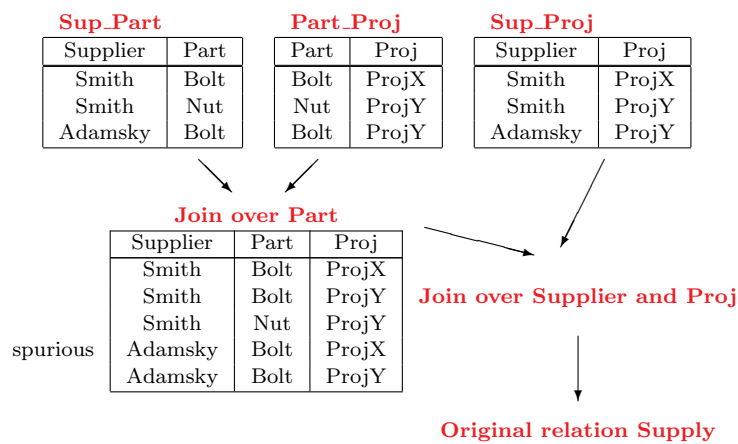 Sup_Part Part_Proj Sup_Proj
Supplier Part Part Proj Supplier Proj
Smith Bolt Bolt ProjX Smith ProjX
Smith Nut Nut ProjY Smith ProjY
Adamsky Bolt Bolt ProjY Adamsky ProjY
Join over Part
Supplier Part Proj
Smith Bolt ProjX
Smith Bolt ProjY
Join over Supplier and Proj
Smith Nut ProjY
spurious Adamsky Bolt ProjX
Adamsky Bolt ProjY
Original relation Supply